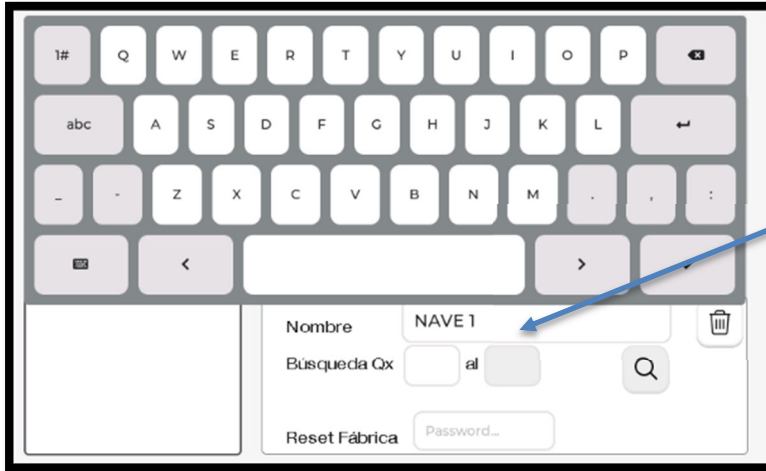 1# Q W E R T Y U I O P
abc A S D F G H J K L
_ - Z X C V B N M . , :
< >
Nombre NAVE 1
Búsqueda Qx al
Reset Fábrica Password...